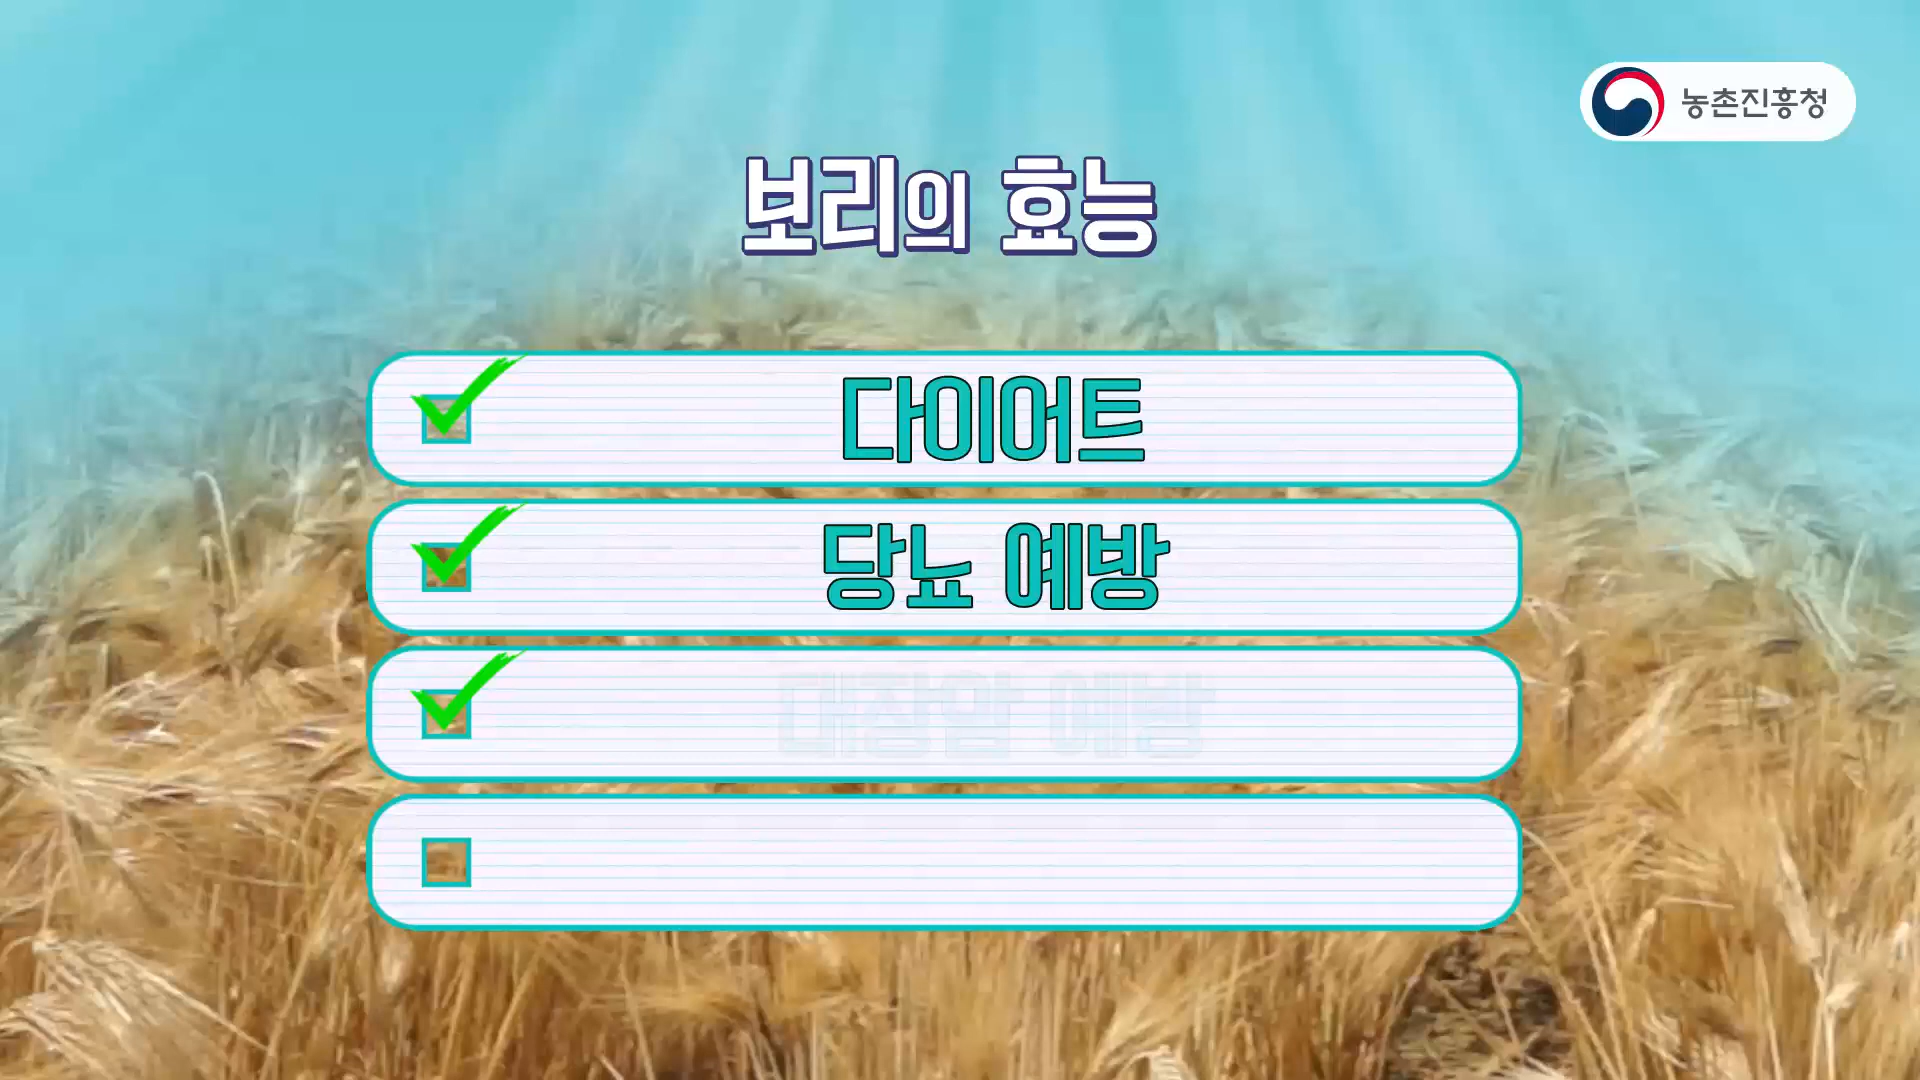 농촌진흥청
보리의 효능
다이어트
당뇨 예방
대장암 예방